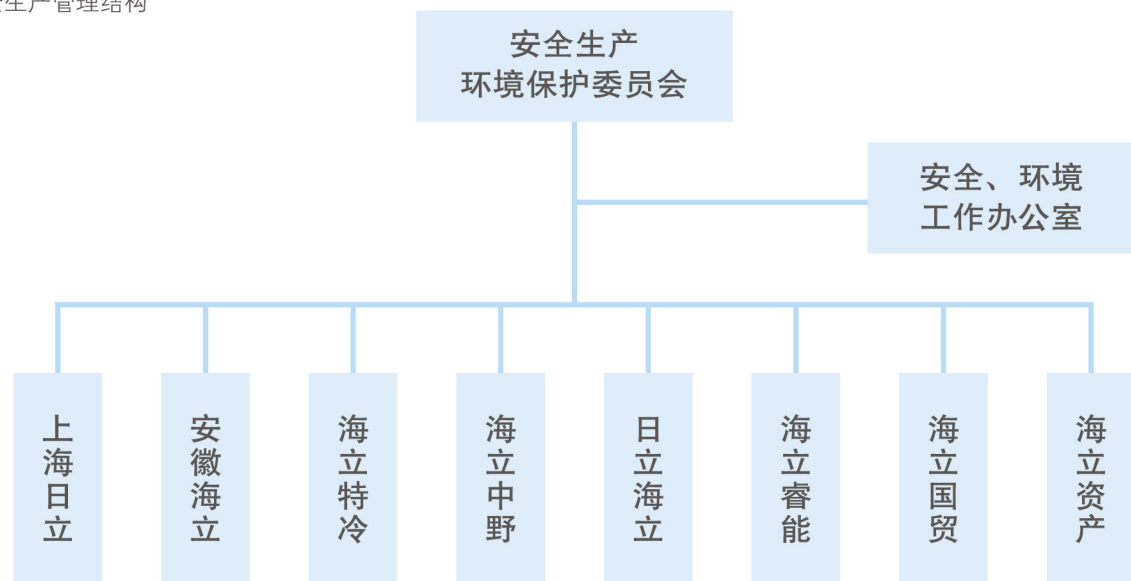 生产管理结构
安全生产
环境保护委员会
安全、环境
工作办公室
上海日立
安徽海立
海立特冷
海立中野
日立海立
海立睿能
海立国贸
海立资产